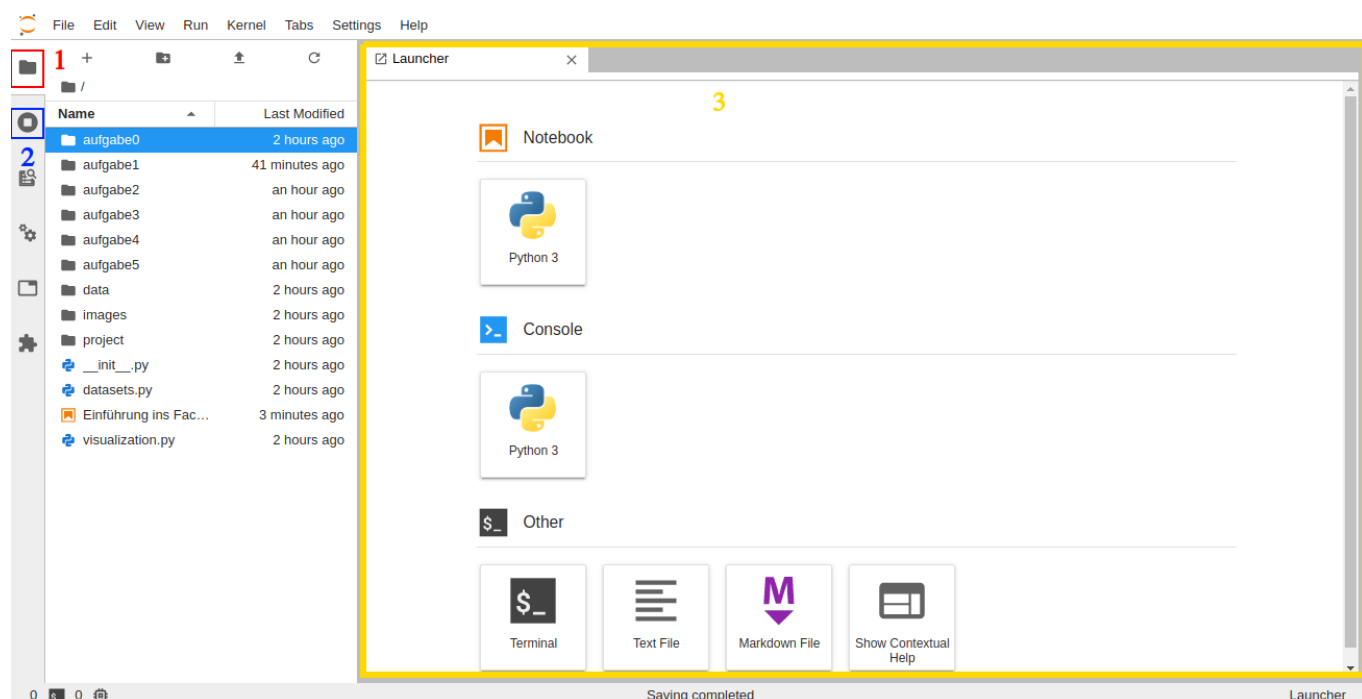 File Edit View Run Kernel Tabs Settings Help
1
Launcher
/
3
Name Last Modified
aufgabe0 2 hours ago
2
aufgabe1 41 minutes ago
aufgabe2 an hour ago
aufgabe3 an hour ago
aufgabe4 an hour ago
aufgabe5 an hour ago
data 2 hours ago
images 2 hours ago
project 2 hours ago
__init__.py 2 hours ago
datasets.py 2 hours ago
Einführung ins Fac… 3 minutes ago
visualization.py 2 hours ago
Notebook
Python 3
Console
Python 3
$_ Other
$_ M
Terminal Text File Markdown File Show Contextual
Help
0 $_ 0 Saving completed Launcher